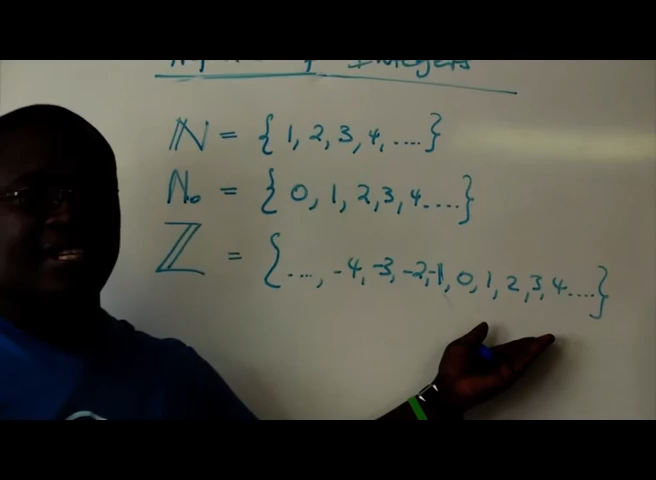 Integers
ℕ = { 1, 2, 3, 4, .... }
N₀ = { 0, 1, 2, 3, 4.... }
ℤ = { ...., -4, -3, -2, -1, 0, 1, 2, 3, 4.... }